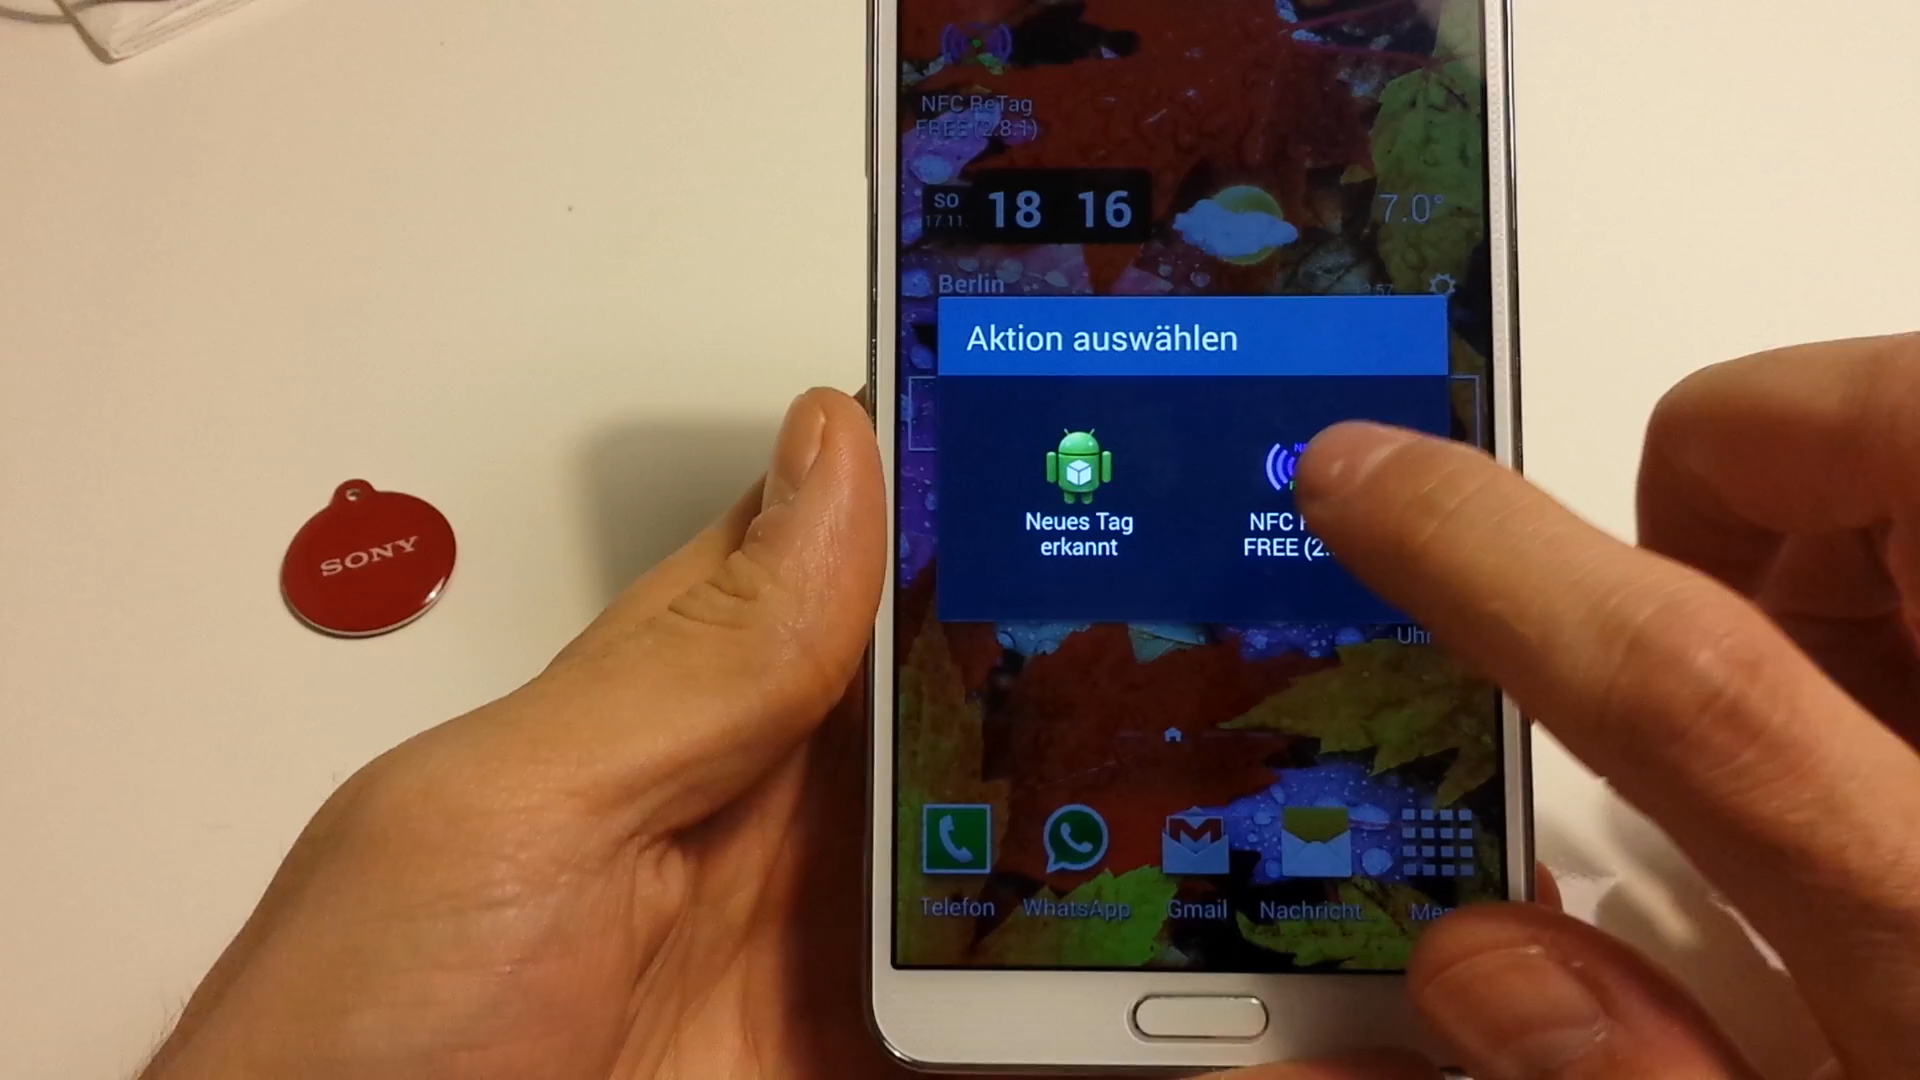 NFC ReTag
FREE (2.8.1)
SO
17.11.
18 16
7.0°
Berlin
Aktion auswählen
Neues Tag
erkannt
NFC
FREE (2.
Uhr
SONY
Telefon
WhatsApp
Gmail
Nachricht...